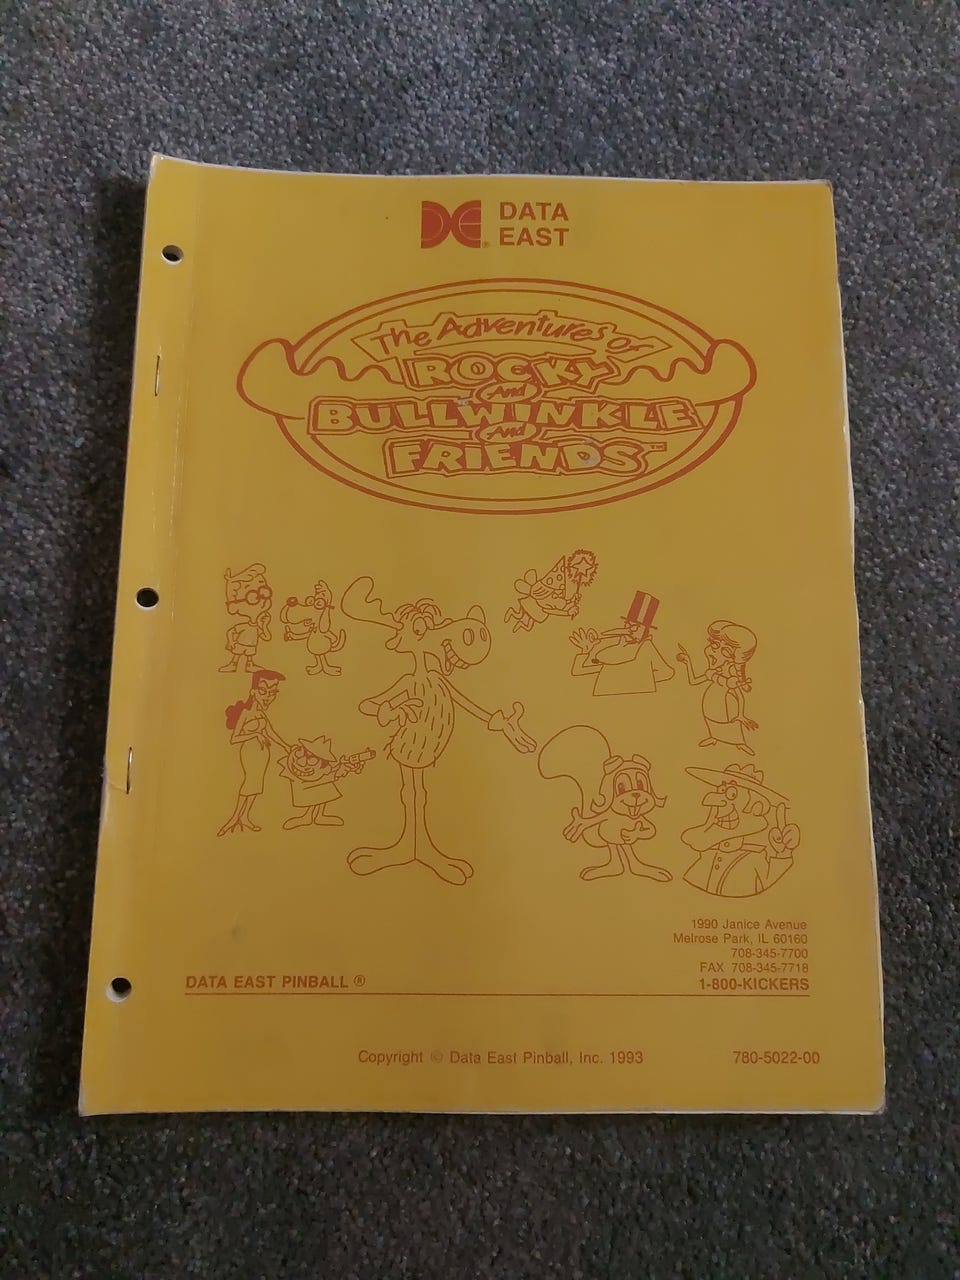 DATA
EAST
The Adventures of
ROCKY
And
BULLWINKLE
And
FRIENDS™
1990 Janice Avenue
Melrose Park, IL 60160
708-345-7700
FAX 708-345-7718
DATA EAST PINBALL ®
1-800-KICKERS
Copyright © Data East Pinball, Inc. 1993
780-5022-00